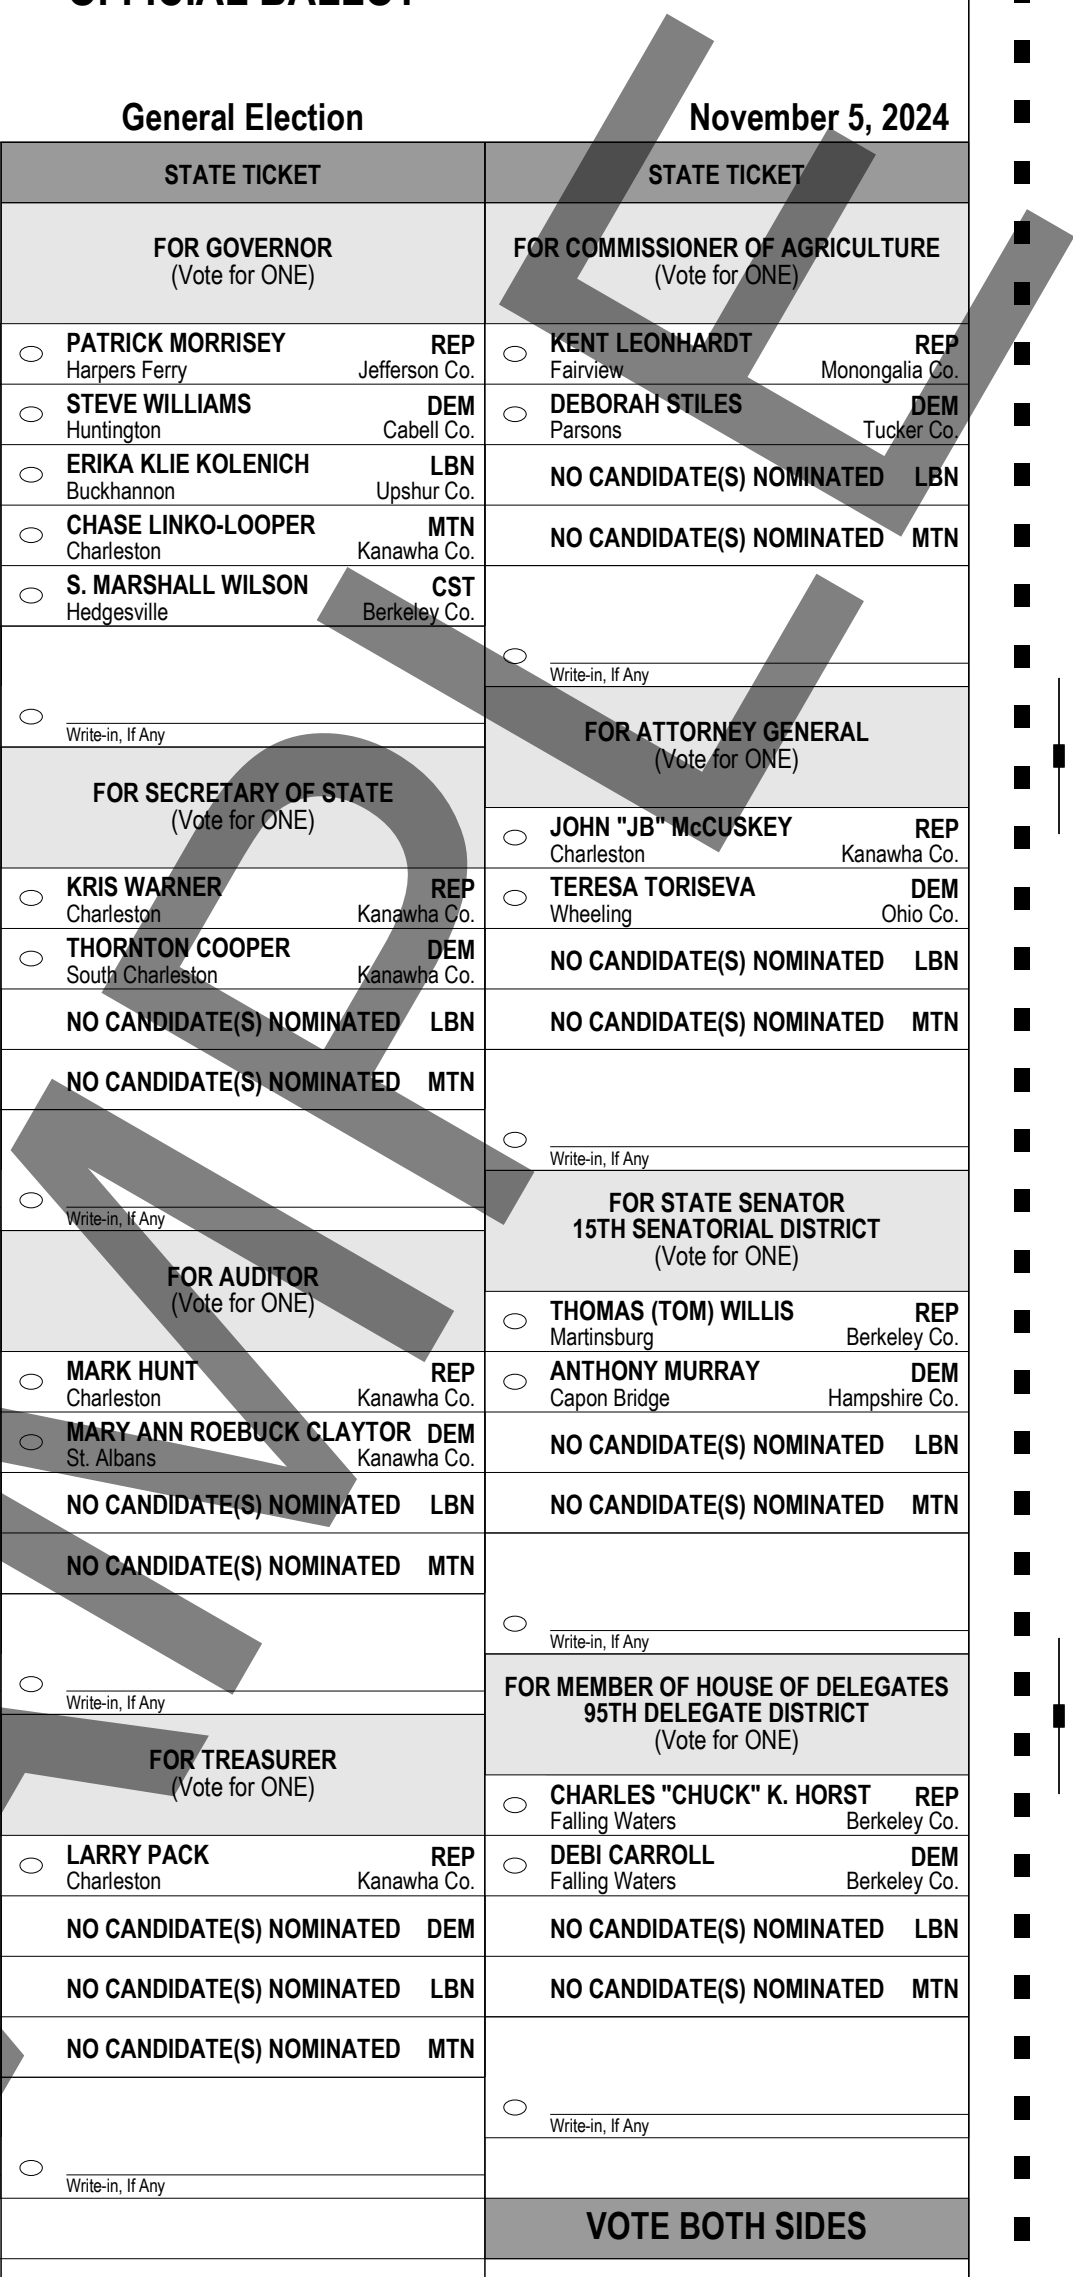 General Election
November 5, 2024
STATE TICKET
FOR GOVERNOR
(Vote for ONE)
PATRICK MORRISEY REP
Harpers Ferry Jefferson Co.
STEVE WILLIAMS DEM
Huntington Cabell Co.
ERIKA KLIE KOLENICH LBN
Buckhannon Upshur Co.
CHASE LINKO-LOOPER MTN
Charleston Kanawha Co.
S. MARSHALL WILSON CST
Hedgesville Berkeley Co.
Write-in, If Any
FOR SECRETARY OF STATE
(Vote for ONE)
KRIS WARNER REP
Charleston Kanawha Co.
THORNTON COOPER DEM
South Charleston Kanawha Co.
NO CANDIDATE(S) NOMINATED LBN
NO CANDIDATE(S) NOMINATED MTN
Write-in, If Any
FOR AUDITOR
(Vote for ONE)
MARK HUNT REP
Charleston Kanawha Co.
MARY ANN ROEBUCK CLAYTOR DEM
St. Albans Kanawha Co.
NO CANDIDATE(S) NOMINATED LBN
NO CANDIDATE(S) NOMINATED MTN
Write-in, If Any
FOR TREASURER
(Vote for ONE)
LARRY PACK REP
Charleston Kanawha Co.
NO CANDIDATE(S) NOMINATED DEM
NO CANDIDATE(S) NOMINATED LBN
NO CANDIDATE(S) NOMINATED MTN
Write-in, If Any
STATE TICKET
FOR COMMISSIONER OF AGRICULTURE
(Vote for ONE)
KENT LEONHARDT REP
Fairview Monongalia Co.
DEBORAH STILES DEM
Parsons Tucker Co.
NO CANDIDATE(S) NOMINATED LBN
NO CANDIDATE(S) NOMINATED MTN
Write-in, If Any
FOR ATTORNEY GENERAL
(Vote for ONE)
JOHN "JB" McCUSKEY REP
Charleston Kanawha Co.
TERESA TORISEVA DEM
Wheeling Ohio Co.
NO CANDIDATE(S) NOMINATED LBN
NO CANDIDATE(S) NOMINATED MTN
Write-in, If Any
FOR STATE SENATOR
15TH SENATORIAL DISTRICT
(Vote for ONE)
THOMAS (TOM) WILLIS REP
Martinsburg Berkeley Co.
ANTHONY MURRAY DEM
Capon Bridge Hampshire Co.
NO CANDIDATE(S) NOMINATED LBN
NO CANDIDATE(S) NOMINATED MTN
Write-in, If Any
FOR MEMBER OF HOUSE OF DELEGATES
95TH DELEGATE DISTRICT
(Vote for ONE)
CHARLES "CHUCK" K. HORST REP
Falling Waters Berkeley Co.
DEBI CARROLL DEM
Falling Waters Berkeley Co.
NO CANDIDATE(S) NOMINATED LBN
NO CANDIDATE(S) NOMINATED MTN
Write-in, If Any
VOTE BOTH SIDES